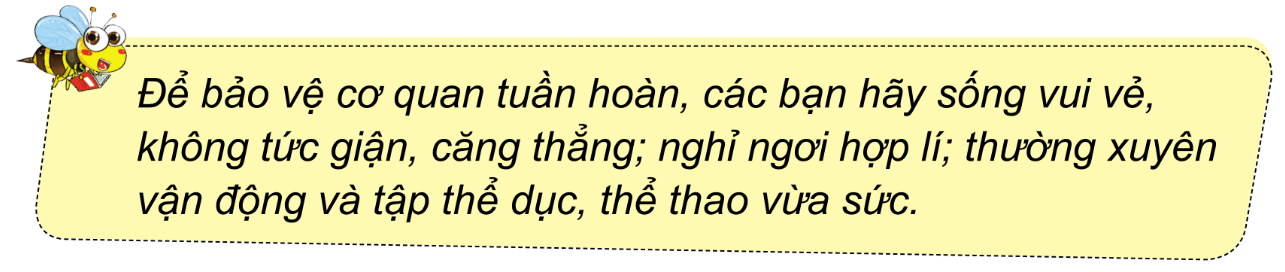 Để bảo vệ cơ quan tuần hoàn, các bạn hãy sống vui vẻ,
không tức giận, căng thẳng; nghỉ ngơi hợp lí; thường xuyên
vận động và tập thể dục, thể thao vừa sức.